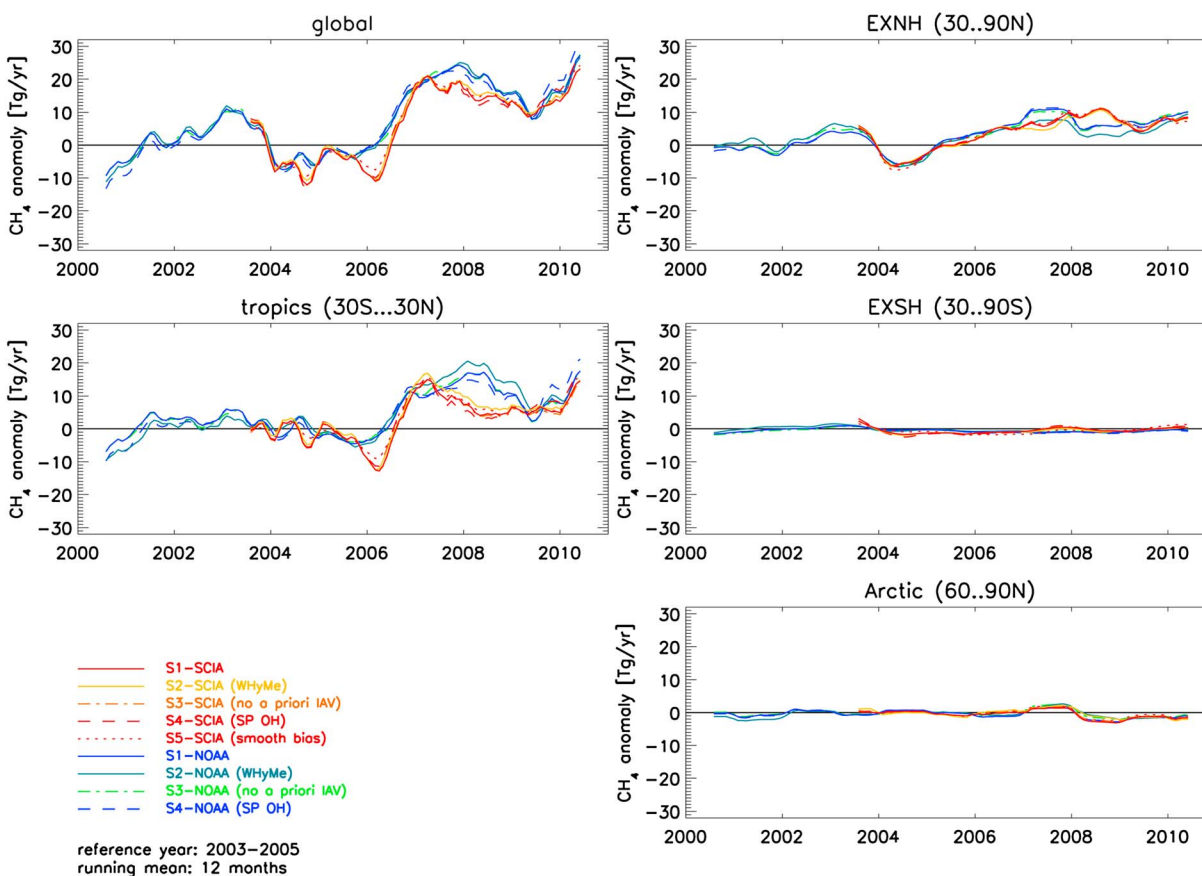 global
CH4 anomaly [Tg/yr]
30
20
10
0
−10
−20
−30
2000 2002 2004 2006 2008 2010
EXNH (30..90N)
CH4 anomaly [Tg/yr]
30
20
10
0
−10
−20
−30
2000 2002 2004 2006 2008 2010
tropics (30S...30N)
CH4 anomaly [Tg/yr]
30
20
10
0
−10
−20
−30
2000 2002 2004 2006 2008 2010
EXSH (30..90S)
CH4 anomaly [Tg/yr]
30
20
10
0
−10
−20
−30
2000 2002 2004 2006 2008 2010
Arctic (60..90N)
CH4 anomaly [Tg/yr]
30
20
10
0
−10
−20
−30
2000 2002 2004 2006 2008 2010
S1−SCIA
S2−SCIA (WHyMe)
S3−SCIA (no a priori IAV)
S4−SCIA (SP OH)
S5−SCIA (smooth bias)
S1−NOAA
S2−NOAA (WHyMe)
S3−NOAA (no a priori IAV)
S4−NOAA (SP OH)
reference year: 2003−2005
running mean: 12 months